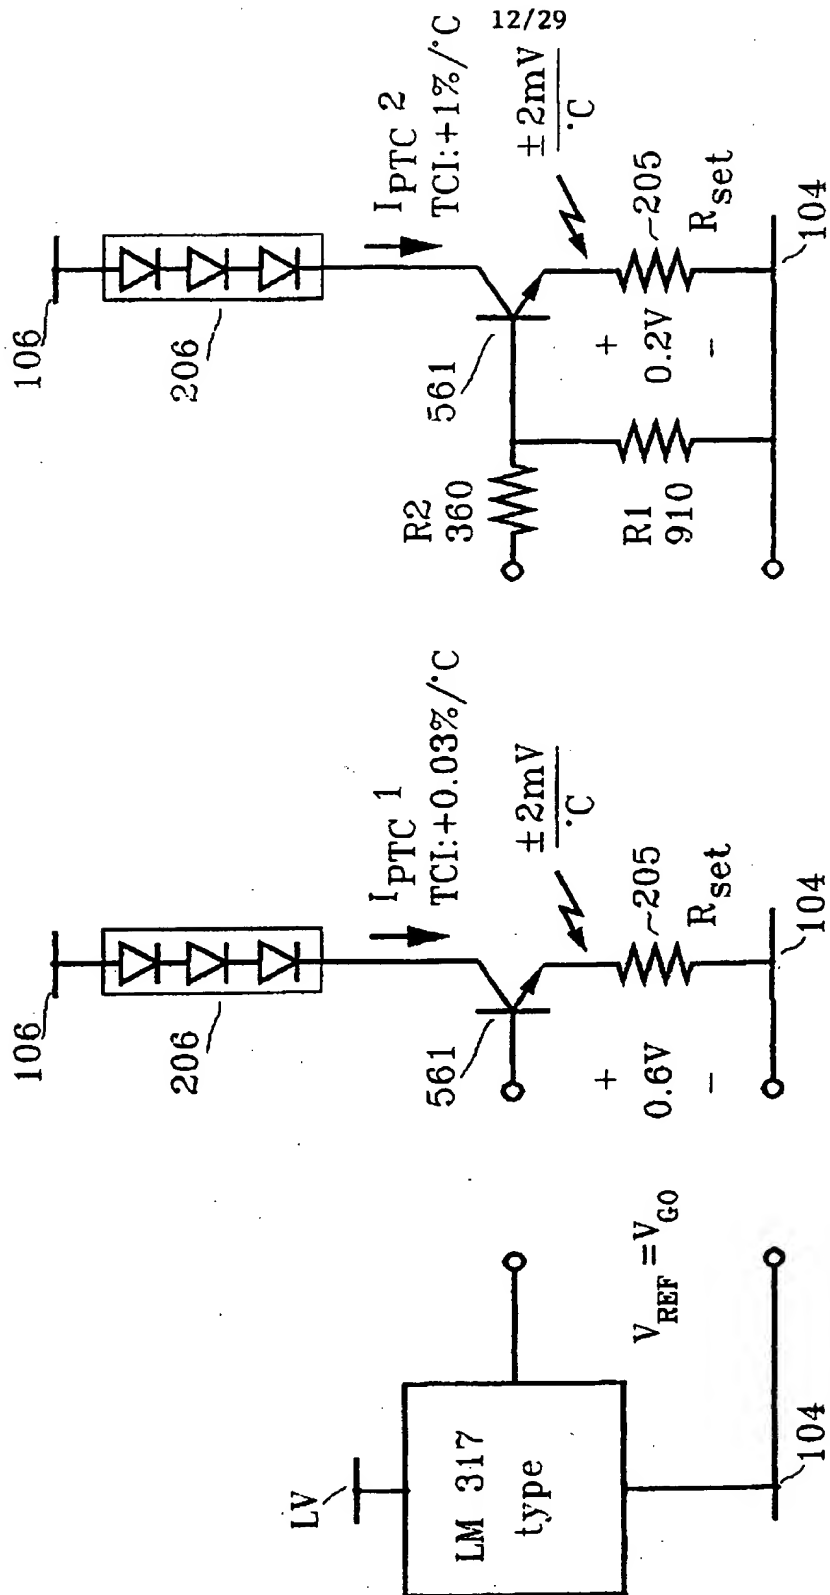 12/29
LV
LM 317
type
V_REF = V_GO
104
106
206
I_PTC 1
TCI:+0.03%/°C
561
±2mV
°C
+
0.6V
-
205
R_set
104
106
206
I_PTC 2
TCI:+1%/°C
561
±2mV
°C
R2
360
R1
910
+
0.2V
-
205
R_set
104